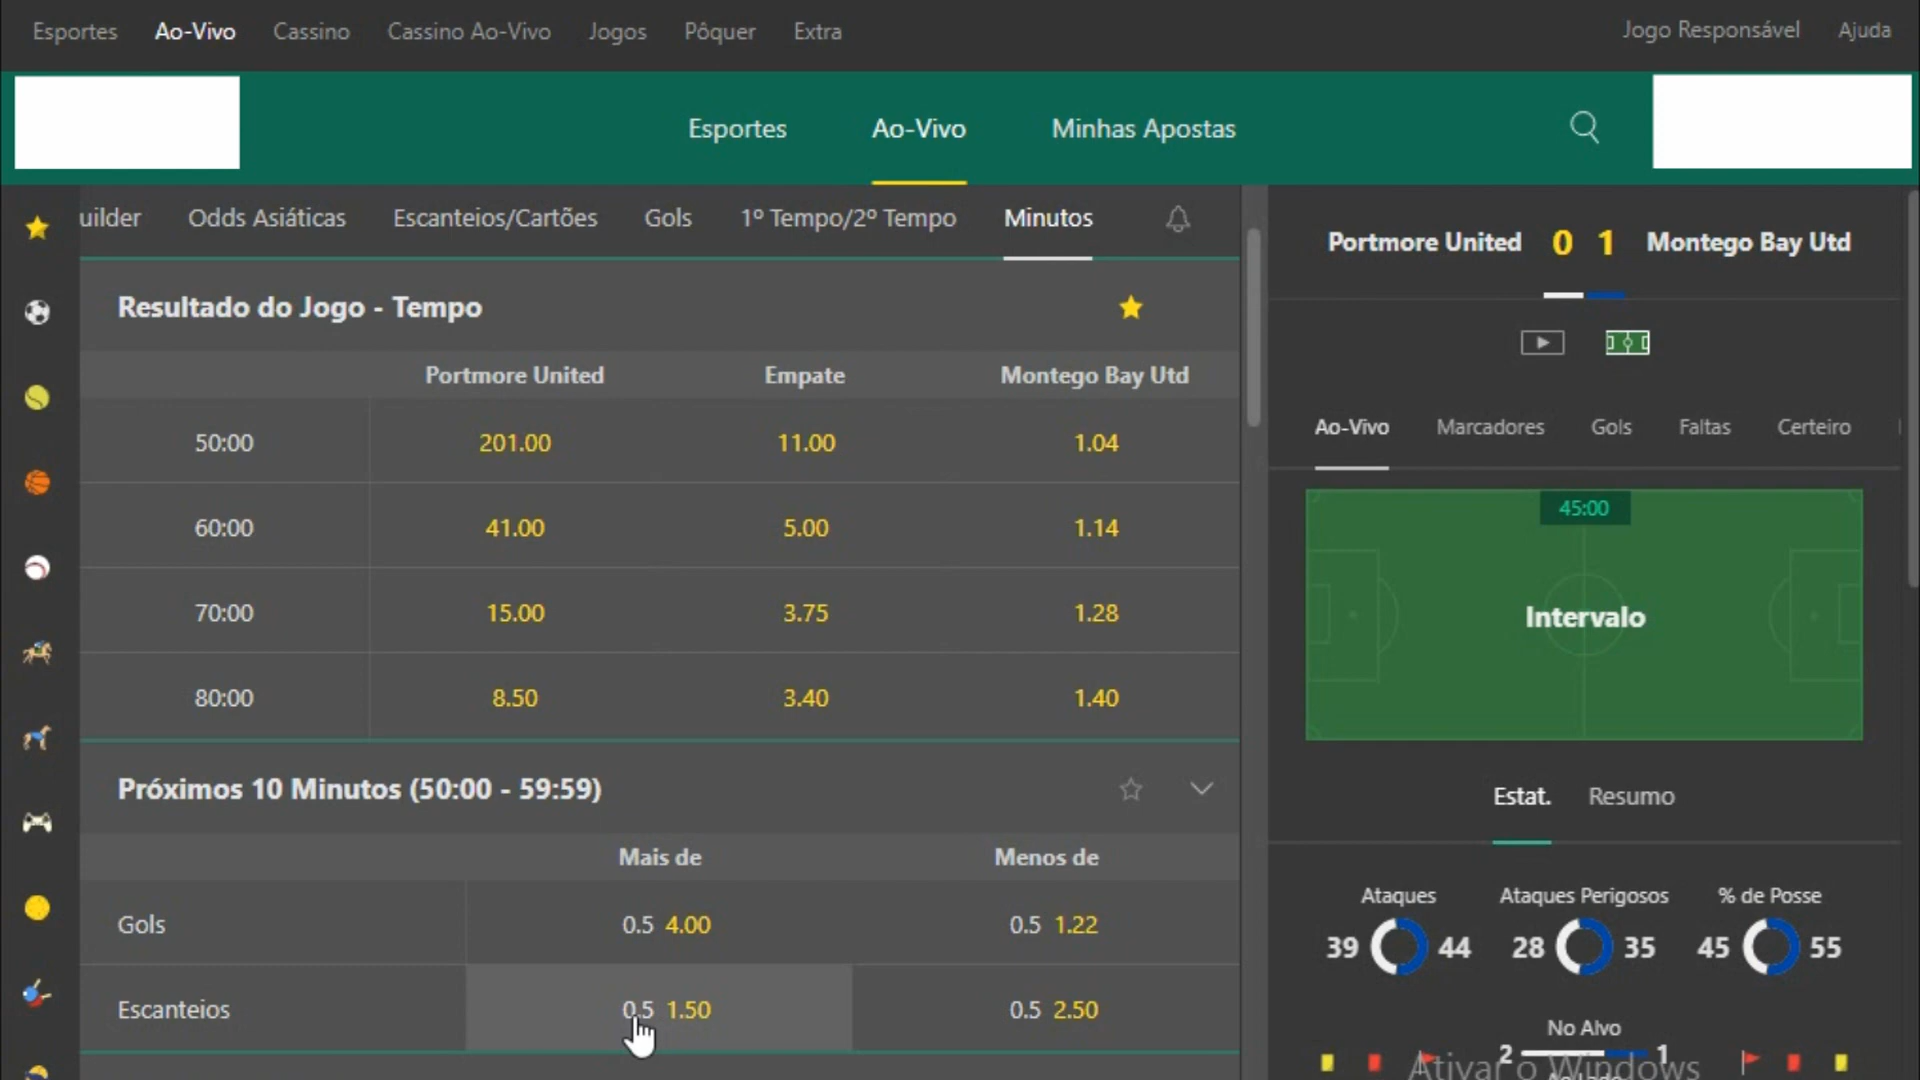 Esportes Ao-Vivo Cassino Cassino Ao-Vivo Jogos Pôquer Extra Jogo Responsável Ajuda
Esportes Ao-Vivo Minhas Apostas
uilder Odds Asiáticas Escanteios/Cartões Gols 1º Tempo/2º Tempo Minutos
Resultado do Jogo - Tempo
Portmore United Empate Montego Bay Utd
50:00 201.00 11.00 1.04
60:00 41.00 5.00 1.14
70:00 15.00 3.75 1.28
80:00 8.50 3.40 1.40
Próximos 10 Minutos (50:00 - 59:59)
Mais de Menos de
Gols 0.5 4.00 0.5 1.22
Escanteios 0.5 1.50 0.5 2.50
Portmore United 0 1 Montego Bay Utd
Ao-Vivo Marcadores Gols Faltas Certeiro
45:00
Intervalo
Estat. Resumo
Ataques Ataques Perigosos % de Posse
39 44 28 35 45 55
No Alvo
2 1
Ativar o Windows